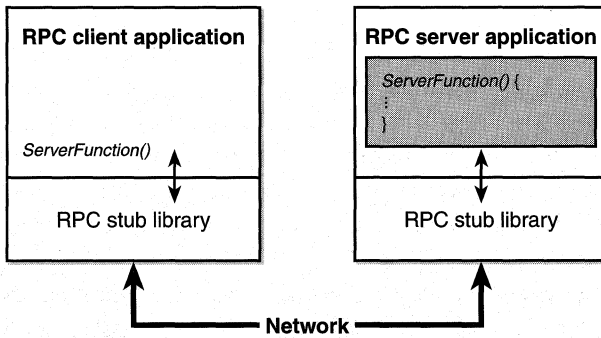 RPC client application
ServerFunction()
RPC stub library
RPC server application
ServerFunction() {
⋮
}
RPC stub library
Network